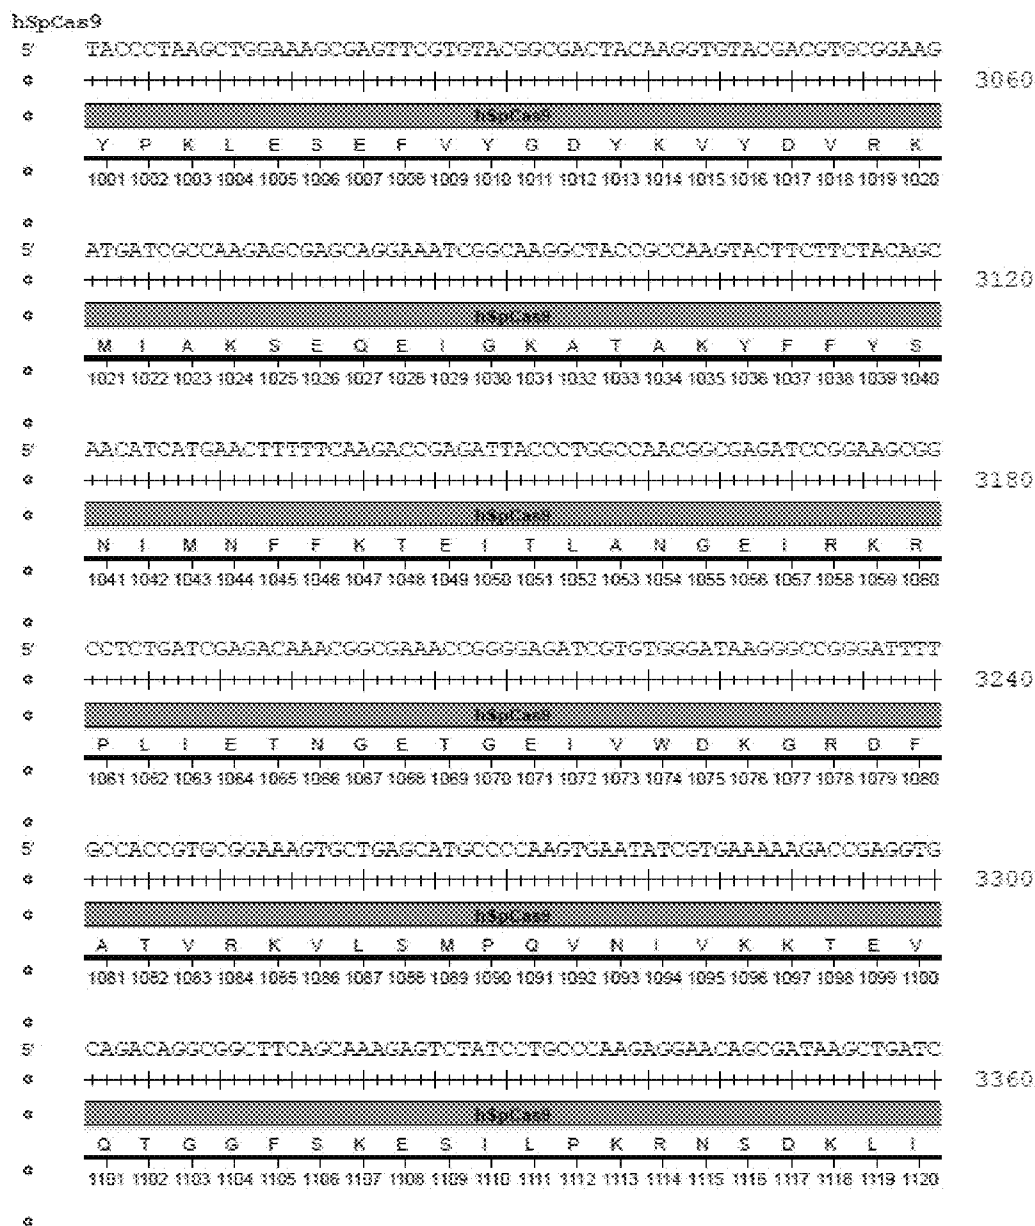 hSpCas9
5' TACCCTAAGCTGGAAAGCGAGTTCGTGTACGGCGACTACAAGGTGTACGACGTGCGGAAG
3060
hSpCas9
Y P K L E S E F V Y G D Y K V Y D V R K
1001 1002 1003 1004 1005 1006 1007 1008 1009 1010 1011 1012 1013 1014 1015 1016 1017 1018 1019 1020
5' ATGATCGCCAAGAGCGAGCAGGAAATCGGCAAGGCTACCGCCAAGTACTTCTTCTACAGC
3120
hSpCas9
M I A K S E Q E I G K A T A K Y F F Y S
1021 1022 1023 1024 1025 1026 1027 1028 1029 1030 1031 1032 1033 1034 1035 1036 1037 1038 1039 1040
5' AACATCATGAACTTTTTCAAGACCGAGATTACCCTGGCCAACGGCGAGATCCGGAAGCGG
3180
hSpCas9
N I M N F F K T E I T L A N G E I R K R
1041 1042 1043 1044 1045 1046 1047 1048 1049 1050 1051 1052 1053 1054 1055 1056 1057 1058 1059 1060
5' CCTCTGATCGAGACAAACGGCGAAACCGGGGAGATCGTGTGGGATAAGGGCCGGGATTTT
3240
hSpCas9
P L I E T N G E T G E I V W D K G R D F
1061 1062 1063 1064 1065 1066 1067 1068 1069 1070 1071 1072 1073 1074 1075 1076 1077 1078 1079 1080
5' GCCACCGTGCGGAAAGTGCTGAGCATGCCCCAAGTGAATATCGTGAAAAAGACCGAGGTG
3300
hSpCas9
A T V R K V L S M P Q V N I V K K T E V
1081 1082 1083 1084 1085 1086 1087 1088 1089 1090 1091 1092 1093 1094 1095 1096 1097 1098 1099 1100
5' CAGACAGGCGGCTTCAGCAAAGAGTCTATCCTGCCCAAGAGGAACAGCGATAAGCTGATC
3360
hSpCas9
Q T G G F S K E S I L P K R N S D K L I
1101 1102 1103 1104 1105 1106 1107 1108 1109 1110 1111 1112 1113 1114 1115 1116 1117 1118 1119 1120